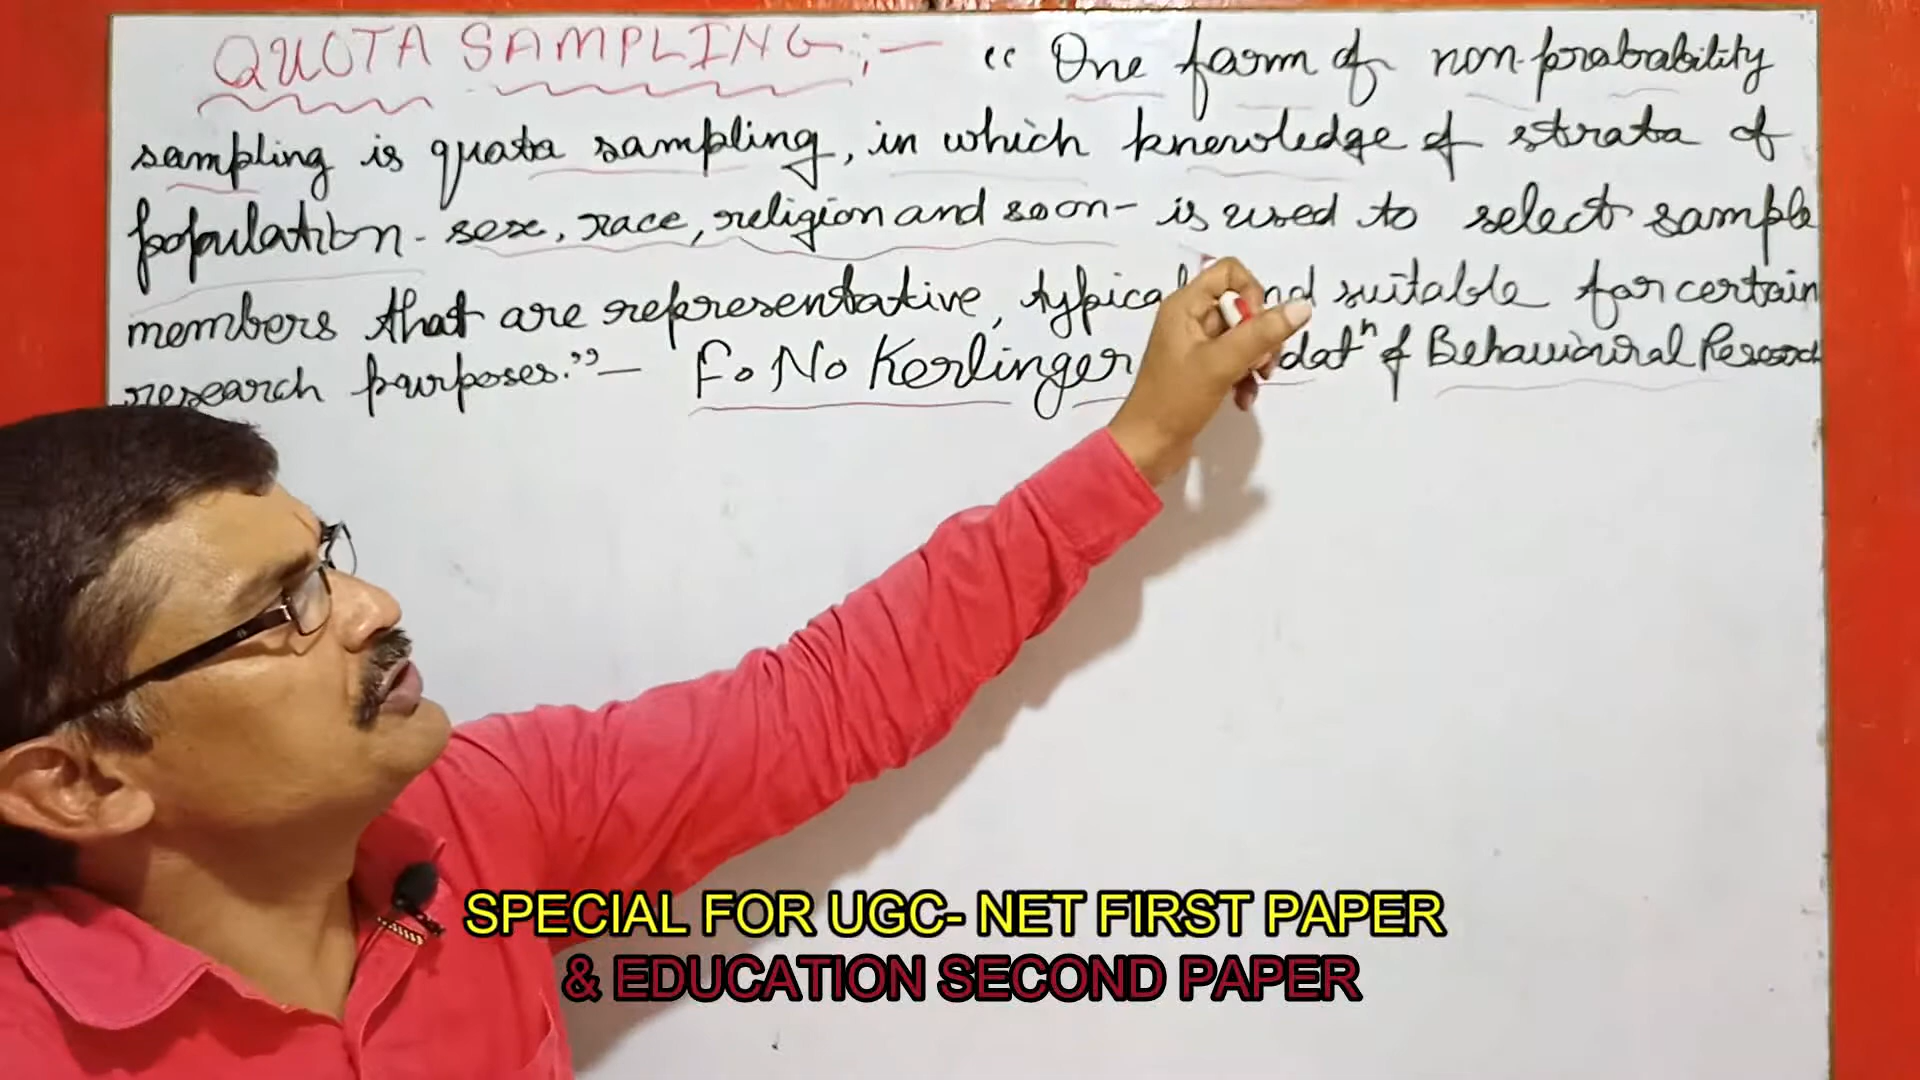 QUOTA SAMPLING :- “ One form of non-probability
sampling is quota sampling, in which knowledge of strata of
population - sex, race, religion and so on - is used to select sample
members that are representative, typical and suitable for certain
research purposes.” - F. N. Kerlinger of Behavioural Research
SPECIAL FOR UGC- NET FIRST PAPER
& EDUCATION SECOND PAPER